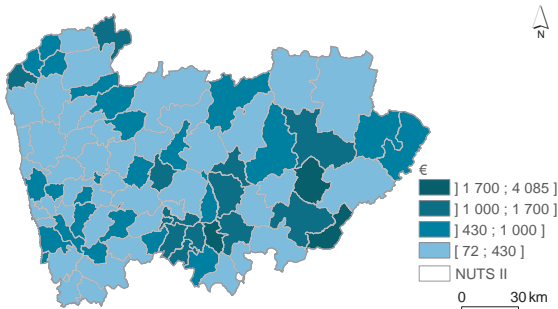 N
€
] 1 700 ; 4 085 ]
] 1 000 ; 1 700 ]
] 430 ; 1 000 ]
[ 72 ; 430 ]
NUTS II
0 30 km